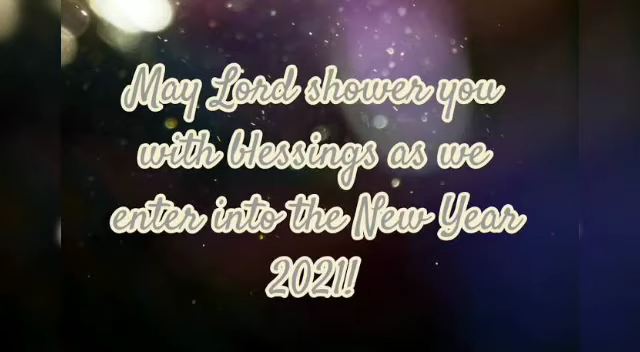 May Lord shower you
with blessings as we
enter into the New Year
2021!